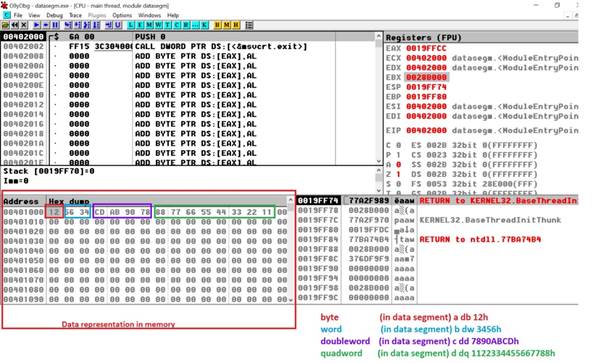 OllyDbg - datasegm.exe - [CPU - main thread, module datasegm]
File View Debug Trace Plugins Options Windows Help
L E M W T C R ... K B M H
00402000 6A 00 PUSH 0
00402002 FF15 3C304000 CALL DWORD PTR DS:[<&msvcrt.exit>]
00402008 0000 ADD BYTE PTR DS:[EAX],AL
0040200A 0000 ADD BYTE PTR DS:[EAX],AL
0040200C 0000 ADD BYTE PTR DS:[EAX],AL
0040200E 0000 ADD BYTE PTR DS:[EAX],AL
00402010 0000 ADD BYTE PTR DS:[EAX],AL
00402012 0000 ADD BYTE PTR DS:[EAX],AL
00402014 0000 ADD BYTE PTR DS:[EAX],AL
00402016 0000 ADD BYTE PTR DS:[EAX],AL
00402018 0000 ADD BYTE PTR DS:[EAX],AL
0040201A 0000 ADD BYTE PTR DS:[EAX],AL
0040201C 0000 ADD BYTE PTR DS:[EAX],AL
0040201E 0000 ADD BYTE PTR DS:[EAX],AL
Stack [0019FF70]=0
Imm=0
Registers (FPU)
EAX 0019FFCC
ECX 00402000 datasegm.<ModuleEntryPoin
EDX 00402000 datasegm.<ModuleEntryPoin
EBX 0028B000
ESP 0019FF74
EBP 0019FF80
ESI 00402000 datasegm.<ModuleEntryPoin
EDI 00402000 datasegm.<ModuleEntryPoin
EIP 00402000 datasegm.<ModuleEntryPoin
C 0 ES 002B 32bit 0(FFFFFFFF)
P 1 CS 0023 32bit 0(FFFFFFFF)
A 0 SS 002B 32bit 0(FFFFFFFF)
Z 1 DS 002B 32bit 0(FFFFFFFF)
S 0 FS 0053 32bit 28E000(FFF)
Address Hex dump
00401000 12 56 34 CD AB 90 78 88 77 66 55 44 33 22 11
00401010 00 00 00 00 00 00 00 00 00 00 00 00 00 00 00
00401020 00 00 00 00 00 00 00 00 00 00 00 00 00 00 00
00401030 00 00 00 00 00 00 00 00 00 00 00 00 00 00 00
00401040 00 00 00 00 00 00 00 00 00 00 00 00 00 00 00
00401050 00 00 00 00 00 00 00 00 00 00 00 00 00 00 00
00401060 00 00 00 00 00 00 00 00 00 00 00 00 00 00 00
00401070 00 00 00 00 00 00 00 00 00 00 00 00 00 00 00
00401080 00 00 00 00 00 00 00 00 00 00 00 00 00 00 00
00401090 00 00 00 00 00 00 00 00 00 00 00 00 00 00 00
Data representation in memory
0019FF74 77A2F989 RETURN to KERNEL32.BaseThreadIni
0019FF78 0028B000
0019FF7C 77A2F970 KERNEL32.BaseThreadInitThunk
0019FF80 0019FFDC
0019FF84 77BA74B4 RETURN to ntdll.77BA74B4
0019FF88 0028B000
0019FF8C 376DF9F9
0019FF90 00000000
0019FF94 00000000
0019FF98 0028B000
0019FF9C 00000000
byte (in data segment) a db 12h
word (in data segment) b dw 3456h
doubleword (in data segment) c dd 7890ABCDh
quadword (in data segment) d dq 1122334455667788h